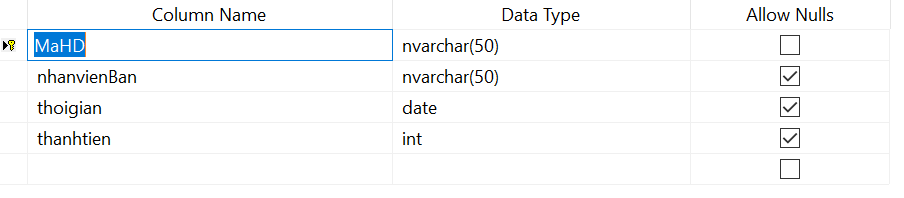 Column Name Data Type Allow Nulls
MaHD nvarchar(50)
nhanvienBan nvarchar(50)
thoigian date
thanhtien int